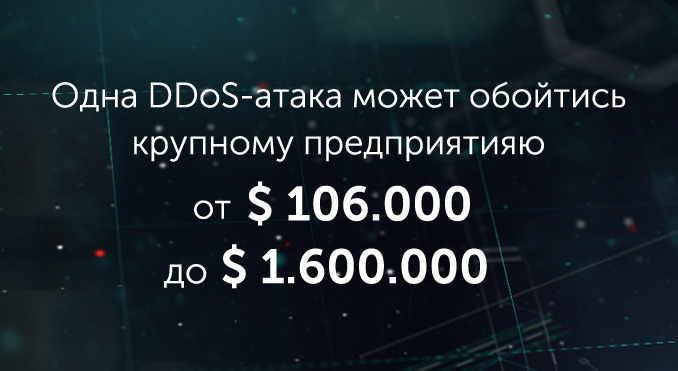 Одна DDoS-атака может обойтись
крупному предприятияю
от $ 106.000
до $ 1.600.000